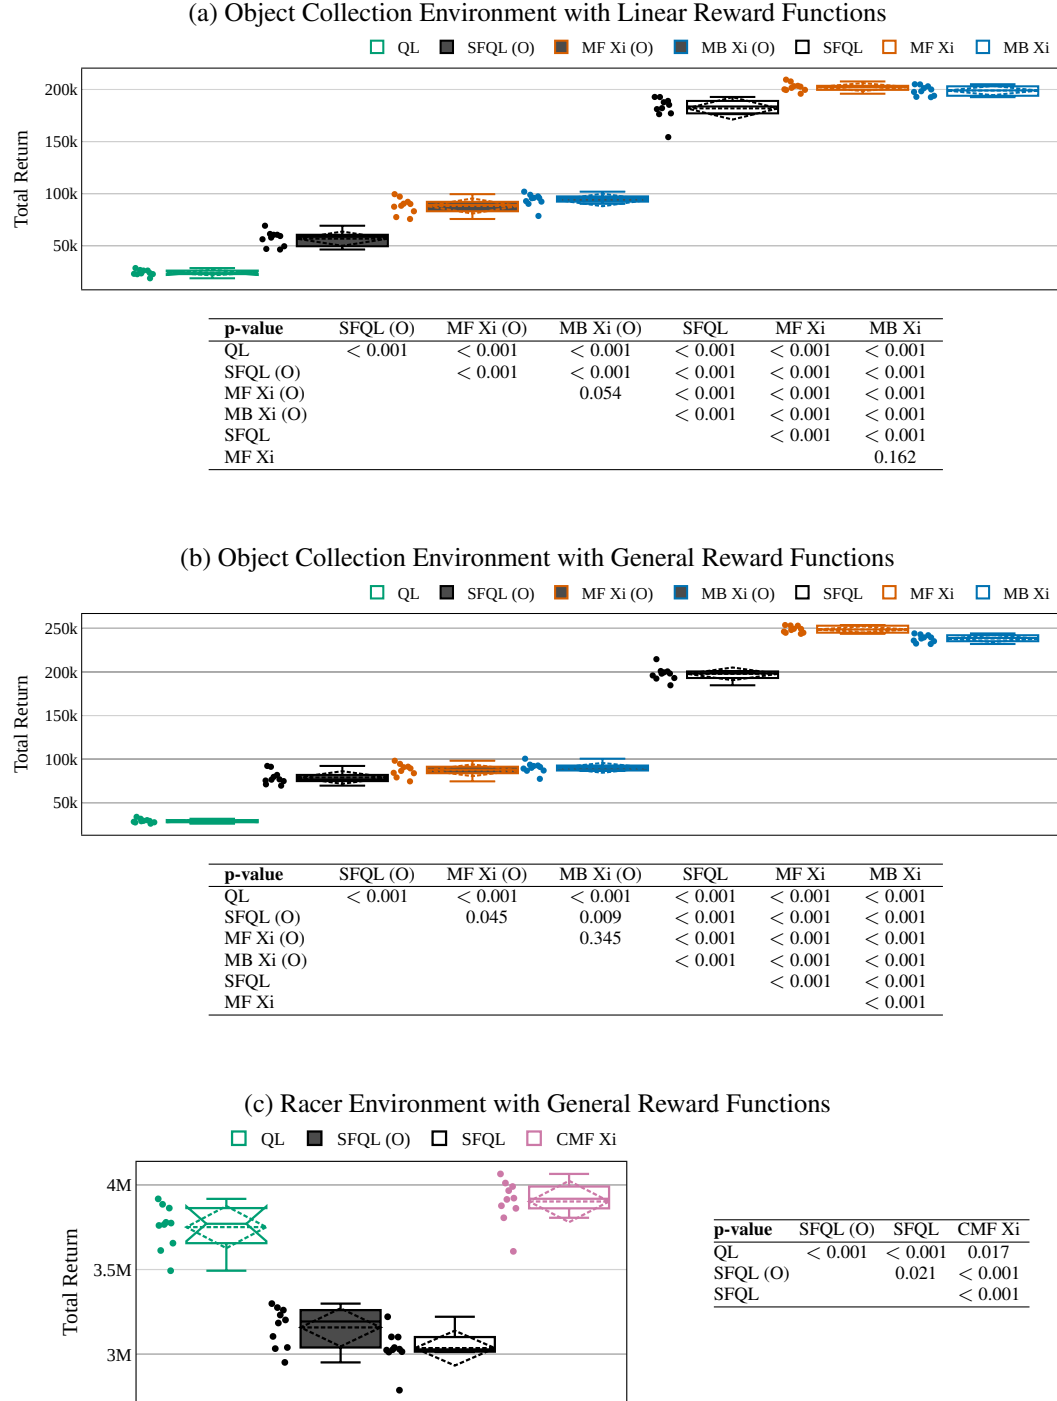 (a) Object Collection Environment with Linear Reward Functions
QL SFQL (O) MF Xi (O) MB Xi (O) SFQL MF Xi MB Xi
200k
150k
100k
50k
Total Return
p-value SFQL (O) MF Xi (O) MB Xi (O) SFQL MF Xi MB Xi
QL < 0.001 < 0.001 < 0.001 < 0.001 < 0.001 < 0.001
SFQL (O) < 0.001 < 0.001 < 0.001 < 0.001 < 0.001
MF Xi (O) 0.054 < 0.001 < 0.001 < 0.001
MB Xi (O) < 0.001 < 0.001 < 0.001
SFQL < 0.001 < 0.001
MF Xi 0.162
(b) Object Collection Environment with General Reward Functions
QL SFQL (O) MF Xi (O) MB Xi (O) SFQL MF Xi MB Xi
250k
200k
150k
100k
50k
Total Return
p-value SFQL (O) MF Xi (O) MB Xi (O) SFQL MF Xi MB Xi
QL < 0.001 < 0.001 < 0.001 < 0.001 < 0.001 < 0.001
SFQL (O) 0.045 0.009 < 0.001 < 0.001 < 0.001
MF Xi (O) 0.345 < 0.001 < 0.001 < 0.001
MB Xi (O) < 0.001 < 0.001 < 0.001
SFQL < 0.001 < 0.001
MF Xi < 0.001
(c) Racer Environment with General Reward Functions
QL SFQL (O) SFQL CMF Xi
4M
3.5M
3M
Total Return
p-value SFQL (O) SFQL CMF Xi
QL < 0.001 < 0.001 0.017
SFQL (O) 0.021 < 0.001
SFQL < 0.001